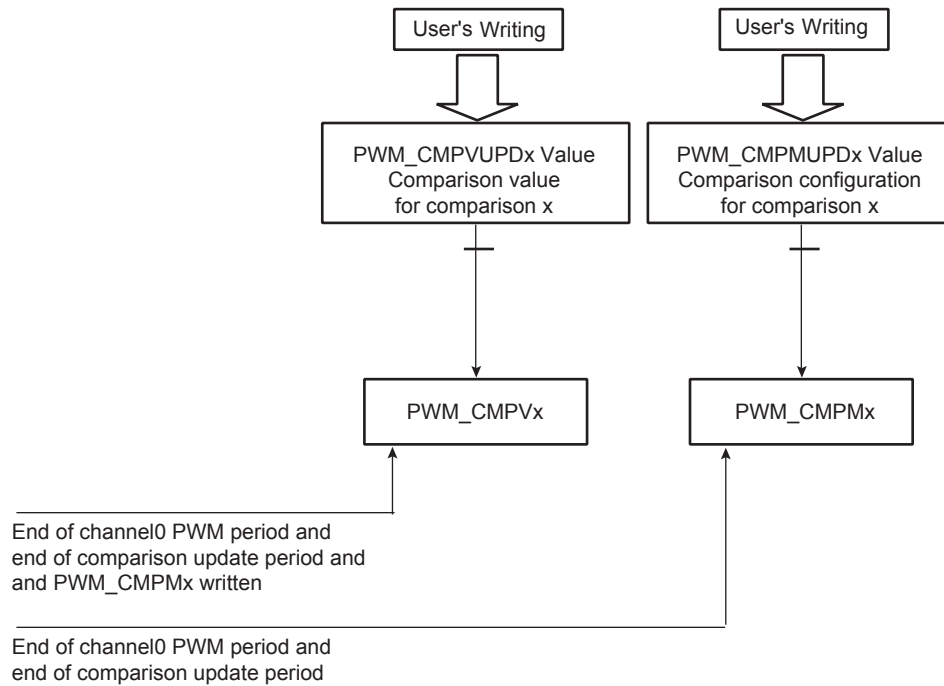 User's Writing
User's Writing
PWM_CMPVUPDx Value
Comparison value
for comparison x
PWM_CMPMUPDx Value
Comparison configuration
for comparison x
PWM_CMPVx
PWM_CMPMx
End of channel0 PWM period and
end of comparison update period and
and PWM_CMPMx written
End of channel0 PWM period and
end of comparison update period